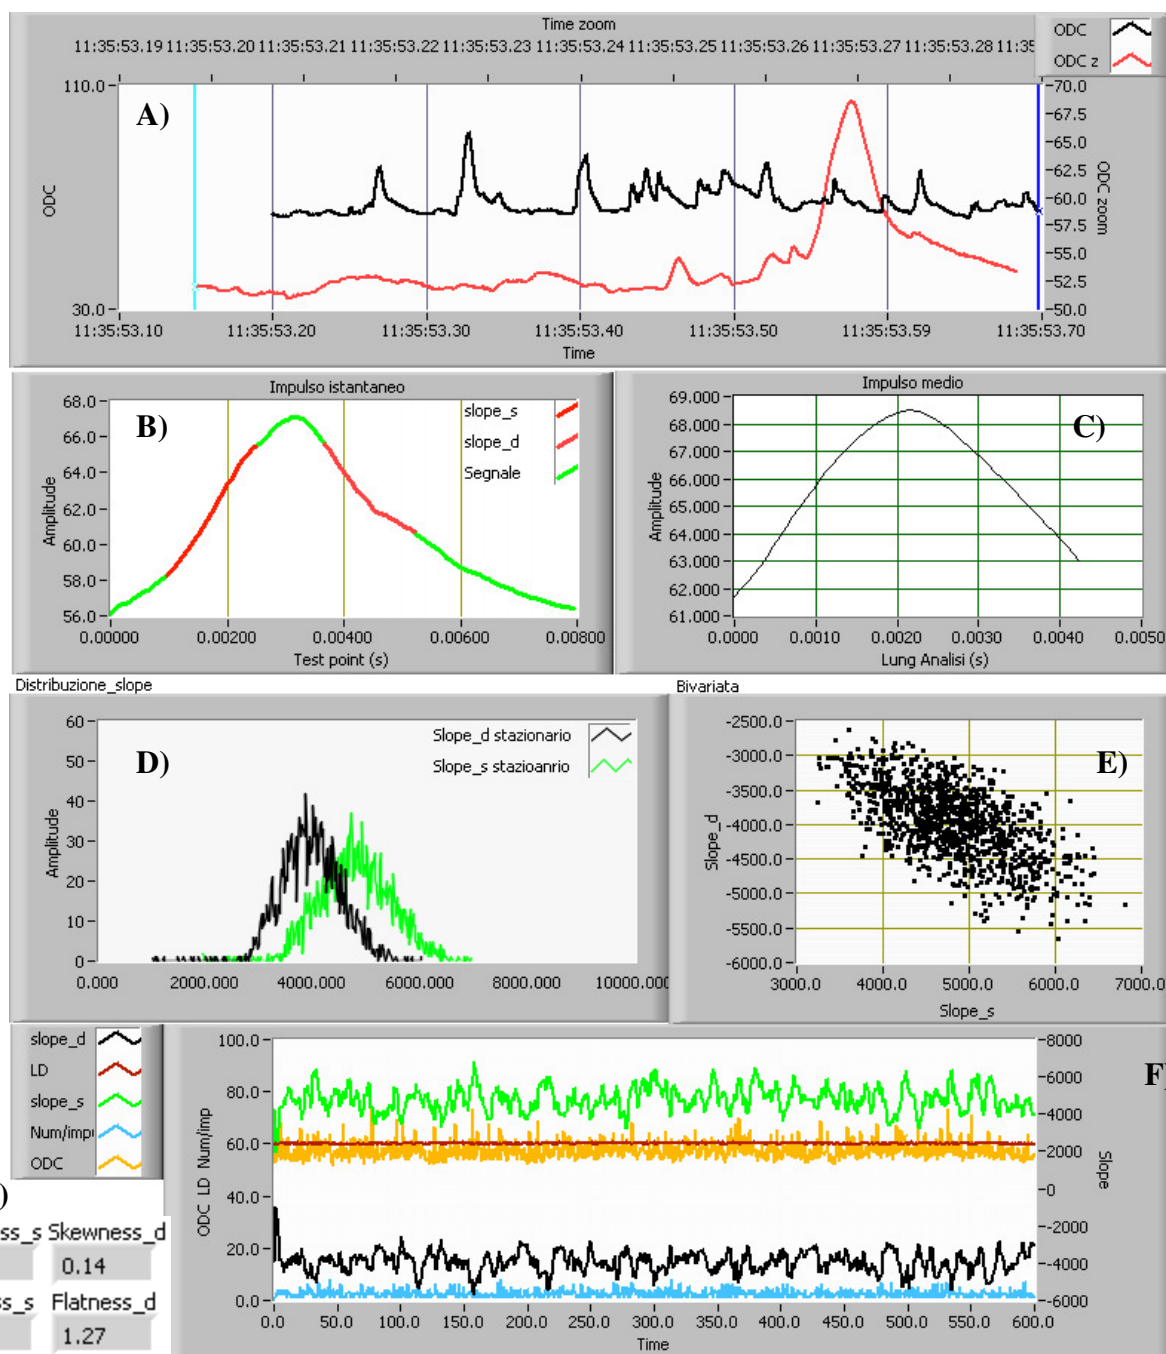 Time zoom
11:35:53.19 11:35:53.20 11:35:53.21 11:35:53.22 11:35:53.23 11:35:53.24 11:35:53.25 11:35:53.26 11:35:53.27 11:35:53.28 11:35
ODC
ODC z
A)
110.0
30.0
ODC
70.0
67.5
65.0
62.5
60.0
57.5
55.0
52.5
50.0
ODC zoom
11:35:53.10 11:35:53.20 11:35:53.30 11:35:53.40 11:35:53.50 11:35:53.59 11:35:53.70
Time
Impulso istantaneo
B)
slope_s
slope_d
Segnale
68.0
66.0
64.0
62.0
60.0
58.0
56.0
Amplitude
0.00000 0.00200 0.00400 0.00600 0.00800
Test point (s)
Impulso medio
C)
69.000
68.000
67.000
66.000
65.000
64.000
63.000
62.000
61.000
Amplitude
0.0000 0.0010 0.0020 0.0030 0.0040 0.0050
Lung Analisi (s)
Distribuzione_slope
D)
Slope_d stazionario
Slope_s stazioanrio
60
50
40
30
20
10
0
Amplitude
0.000 2000.000 4000.000 6000.000 8000.000 10000.000
Bivariata
E)
-2500.0
-3000.0
-3500.0
-4000.0
-4500.0
-5000.0
-5500.0
-6000.0
Slope_d
3000.0 4000.0 5000.0 6000.0 7000.0
Slope_s
slope_d
LD
slope_s
Num/imp
ODC
F)
100.0
80.0
60.0
40.0
20.0
0.0
ODC LD Num/imp
8000
6000
4000
2000
0
-2000
-4000
-6000
Slope
0.0 50.0 100.0 150.0 200.0 250.0 300.0 350.0 400.0 450.0 500.0 550.0 600.0
Time
)
ss_s Skewness_d
0.14
ss_s Flatness_d
1.27